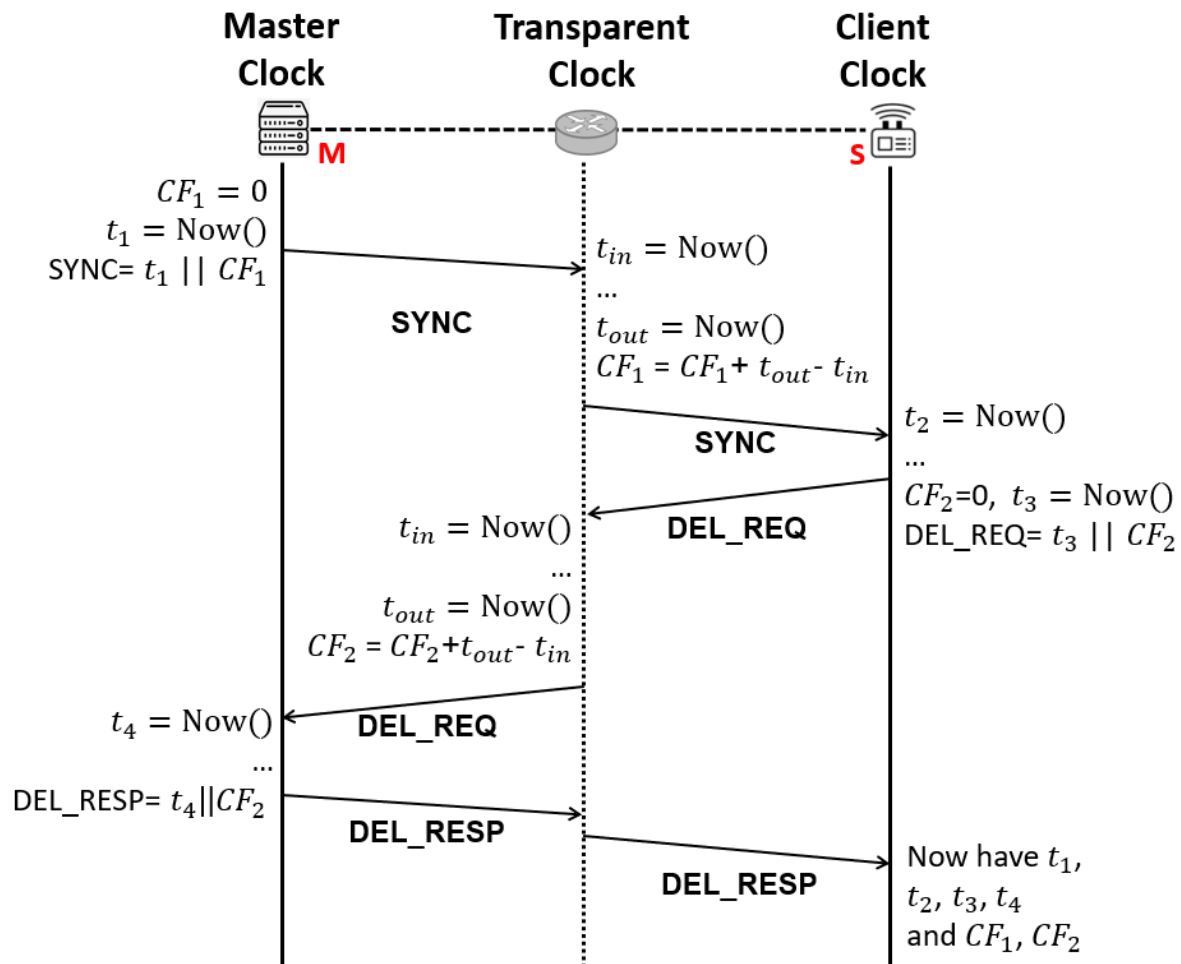 Master
Clock
Transparent
Clock
Client
Clock
M
S
CF₁ = 0
t₁ = Now()
SYNC= t₁ || CF₁
SYNC
t_in = Now()
...
t_out = Now()
CF₁ = CF₁+ t_out- t_in
SYNC
t₂ = Now()
...
CF₂=0, t₃ = Now()
DEL_REQ= t₃ || CF₂
DEL_REQ
t_in = Now()
...
t_out = Now()
CF₂ = CF₂+t_out- t_in
DEL_REQ
t₄ = Now()
...
DEL_RESP= t₄||CF₂
DEL_RESP
DEL_RESP
Now have t₁,
t₂, t₃, t₄
and CF₁, CF₂